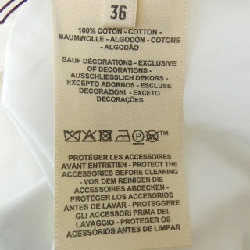 36
100% COTON - COTTON -
BAUMWOLLE - ALGODÓN - COTONE
- ALGODÃO
SAUF DÉCORATIONS - EXCLUSIVE
OF DECORATIONS -
AUSSCHLIESSLICH DEKOR -
EXCEPTO ADORNOS - ESCLUSE
DECORAZIONI - EXCEPTO
DECORAÇÕES
PROTÉGER LES ACCESSOIRES
AVANT ENTRETIEN - PROTECT THE
ACCESSORIES BEFORE CLEANING
- VOR DEM REINIGEN DIE
ACCESSOIRES ABDECKEN -
PROTEGER LOS ACCESORIOS
ANTES DE LAVAR - PROTEGGERE
GLI ACCESSORI PRIMA DEL
LAVAGGIO - PROTEGER OS
ACESSÓRIOS ANTES DE LIMPAR